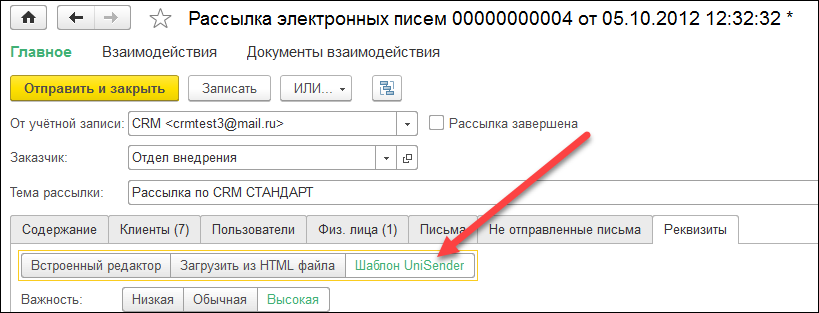 Рассылка электронных писем 00000000004 от 05.10.2012 12:32:32 *
Главное Взаимодействия Документы взаимодействия
Отправить и закрыть Записать ИЛИ...
От учётной записи: CRM <crmtest3@mail.ru> Рассылка завершена
Заказчик: Отдел внедрения
Тема рассылки: Рассылка по CRM СТАНДАРТ
Содержание Клиенты (7) Пользователи Физ. лица (1) Письма Не отправленные письма Реквизиты
Встроенный редактор Загрузить из HTML файла Шаблон UniSender
Важность: Низкая Обычная Высокая